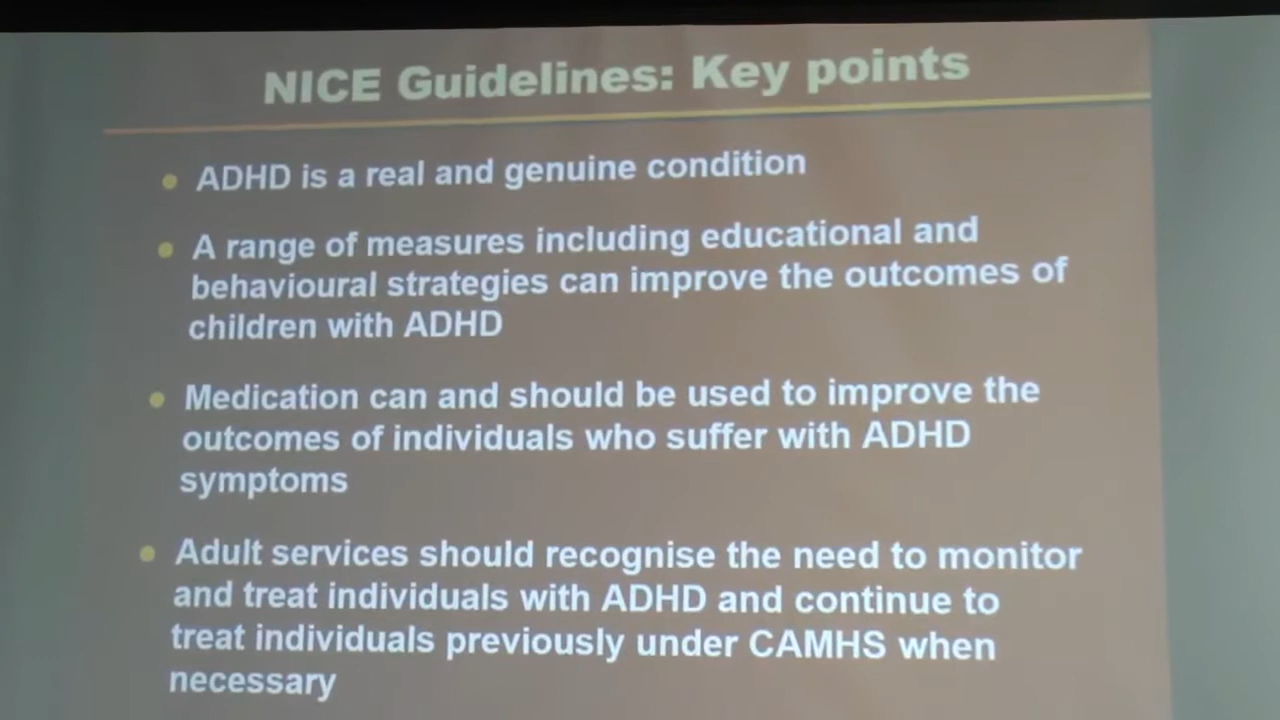 NICE Guidelines: Key points
ADHD is a real and genuine condition
A range of measures including educational and
behavioural strategies can improve the outcomes of
children with ADHD
Medication can and should be used to improve the
outcomes of individuals who suffer with ADHD
symptoms
Adult services should recognise the need to monitor
and treat individuals with ADHD and continue to
treat individuals previously under CAMHS when
necessary